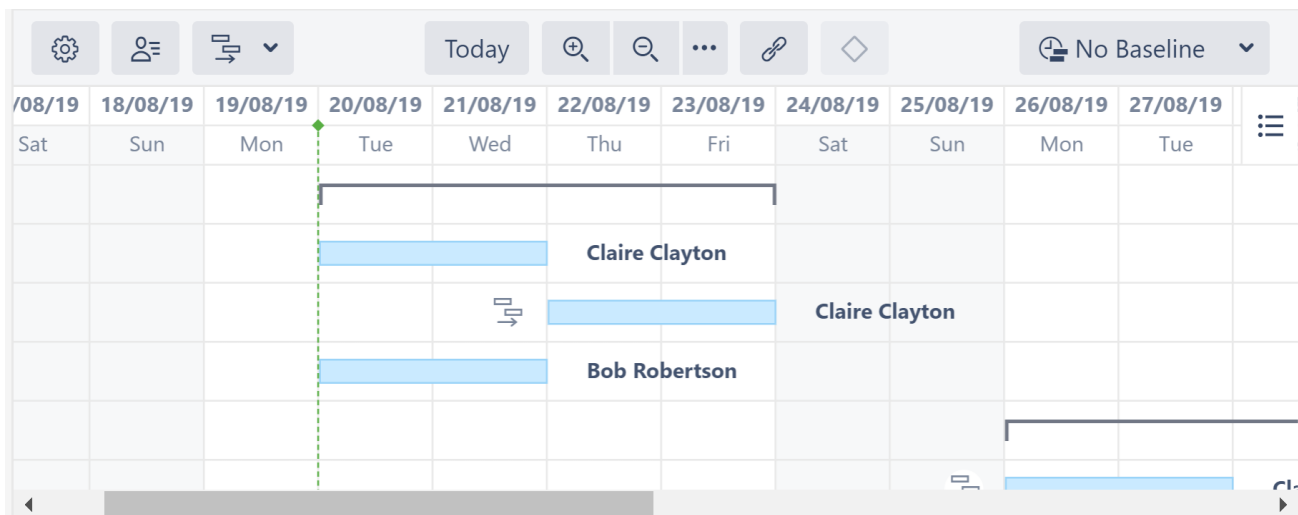 Today No Baseline
/08/19 18/08/19 19/08/19 20/08/19 21/08/19 22/08/19 23/08/19 24/08/19 25/08/19 26/08/19 27/08/19
Sat Sun Mon Tue Wed Thu Fri Sat Sun Mon Tue
Claire Clayton
Claire Clayton
Bob Robertson